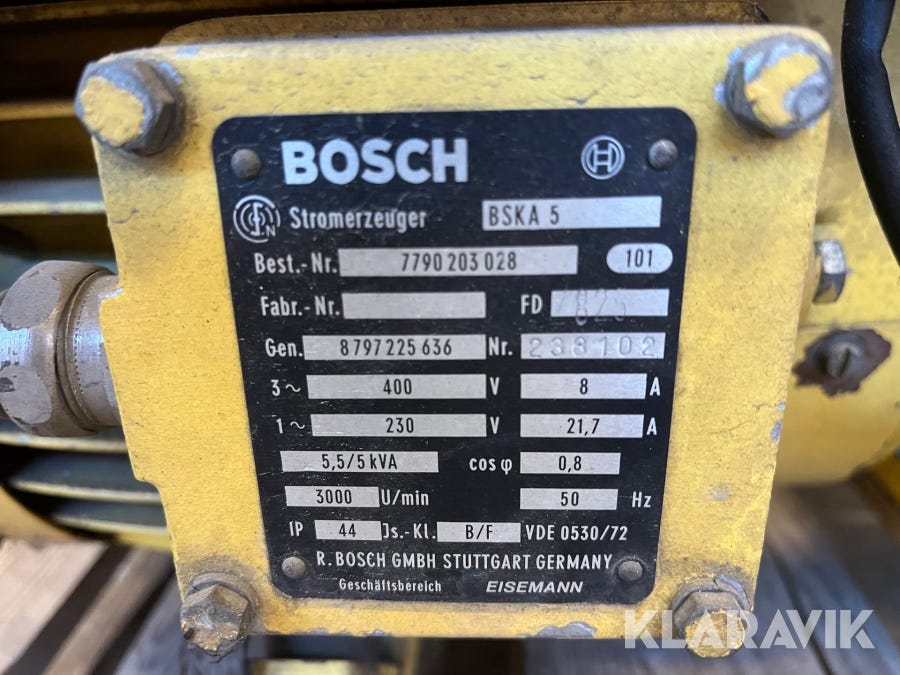 BOSCH
Stromerzeuger BSKA 5
Best.-Nr. 7790 203 028 101
Fabr.-Nr. FD
Gen. 8 797 225 636 Nr. 238102
3~ 400 V 8 A
1~ 230 V 21,7 A
5,5/5 kVA cos φ 0,8
3000 U/min 50 Hz
IP 44 Js.-Kl. B/F VDE 0530/72
R. BOSCH GMBH STUTTGART GERMANY
Geschäftsbereich EISEMANN
KLARAVIK